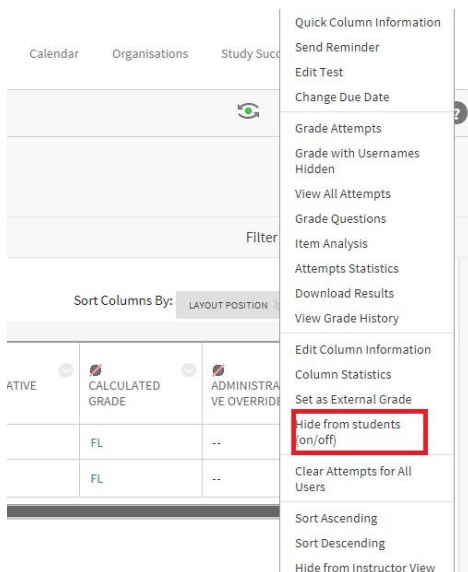 Calendar Organisations Study Succ
Filter
Sort Columns By: LAYOUT POSITION
ATIVE CALCULATED GRADE ADMINISTRA VE OVERRIDE
FL --
FL --
Quick Column Information
Send Reminder
Edit Test
Change Due Date
?
Grade Attempts
Grade with Usernames
Hidden
View All Attempts
Grade Questions
Item Analysis
Attempts Statistics
Download Results
View Grade History
Edit Column Information
Column Statistics
Set as External Grade
Hide from students
(on/off)
Clear Attempts for All
Users
Sort Ascending
Sort Descending
Hide from Instructor View